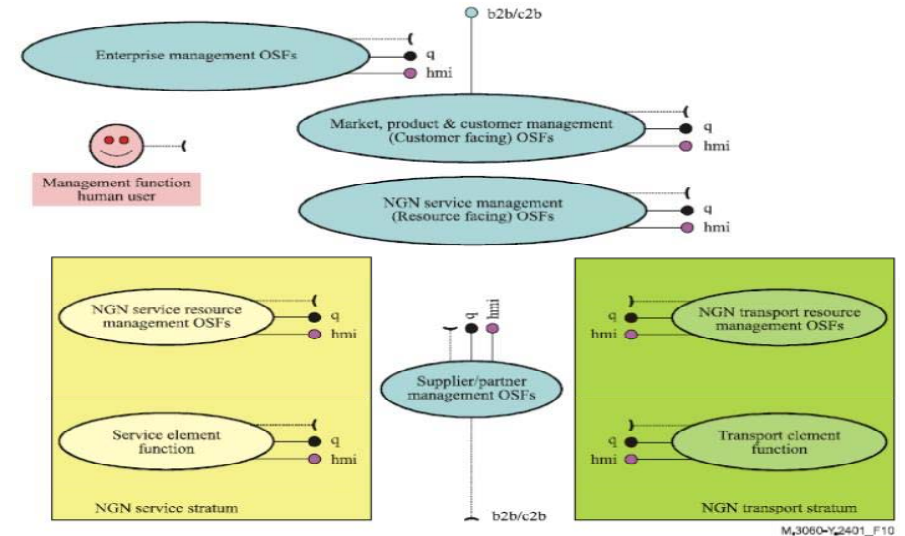 b2b/c2b
Enterprise management OSFs
q
hmi
Market, product & customer management
(Customer facing) OSFs
q
hmi
Management function
human user
NGN service management
(Resource facing) OSFs
q
hmi
NGN service resource
management OSFs
q
hmi
q
hmi
q
hmi
NGN transport resource
management OSFs
Supplier/partner
management OSFs
Service element
function
q
hmi
q
hmi
Transport element
function
NGN service stratum
b2b/c2b
NGN transport stratum
M.3060-Y.2401_F10